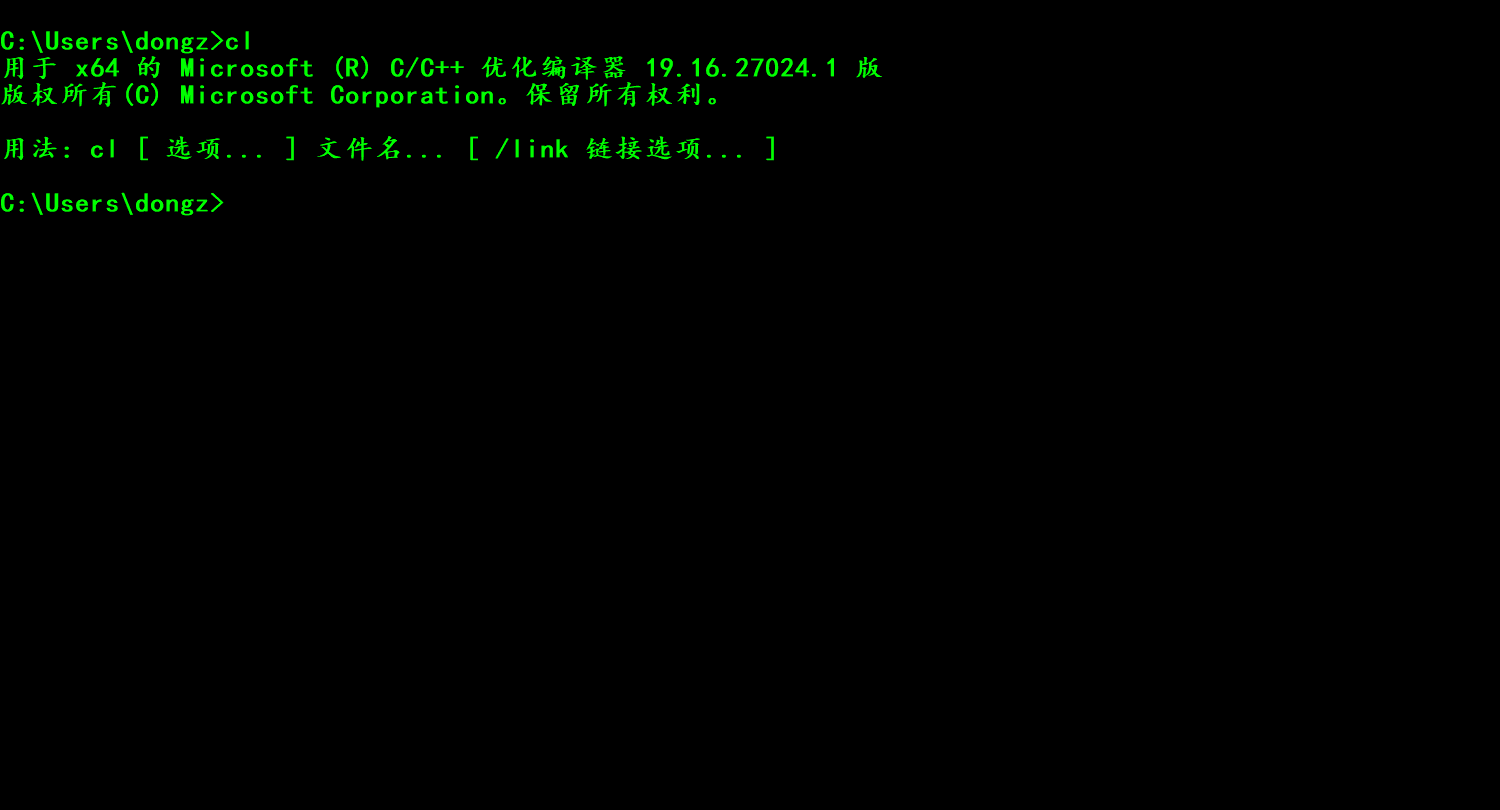 C:\Users\dongz>cl
用于 x64 的 Microsoft (R) C/C++ 优化编译器 19.16.27024.1 版
版权所有(C) Microsoft Corporation。保留所有权利。
用法: cl [ 选项... ] 文件名... [ /link 链接选项... ]
C:\Users\dongz>